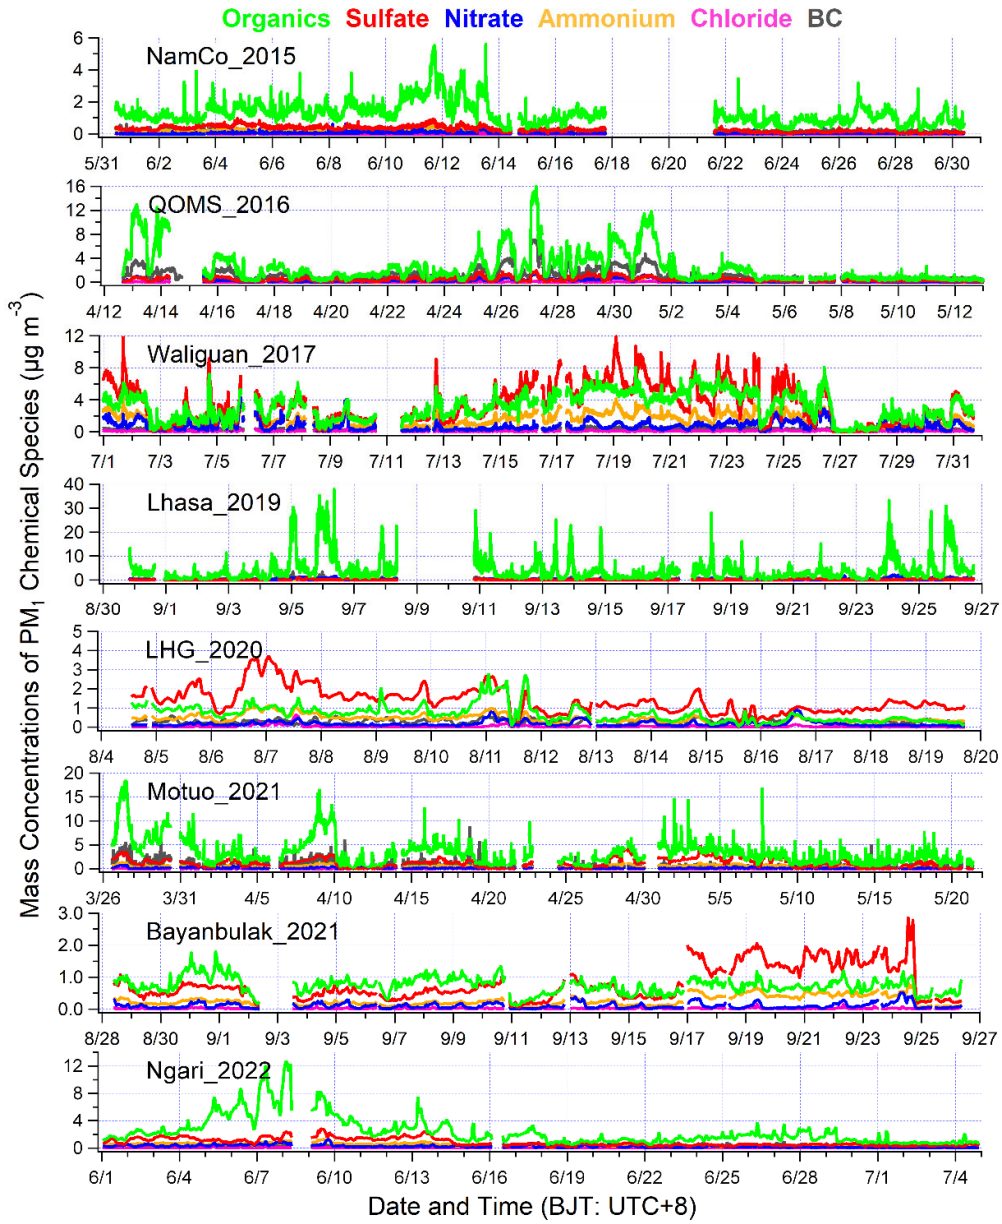 Organics Sulfate Nitrate Ammonium Chloride BC
Mass Concentrations of PM1 Chemical Species (µg m-3)
NamCo_2015
6
4
2
0
5/31 6/2 6/4 6/6 6/8 6/10 6/12 6/14 6/16 6/18 6/20 6/22 6/24 6/26 6/28 6/30
QOMS_2016
16
12
8
4
0
4/12 4/14 4/16 4/18 4/20 4/22 4/24 4/26 4/28 4/30 5/2 5/4 5/6 5/8 5/10 5/12
Waliguan_2017
12
8
4
0
7/1 7/3 7/5 7/7 7/9 7/11 7/13 7/15 7/17 7/19 7/21 7/23 7/25 7/27 7/29 7/31
Lhasa_2019
40
30
20
10
0
8/30 9/1 9/3 9/5 9/7 9/9 9/11 9/13 9/15 9/17 9/19 9/21 9/23 9/25 9/27
LHG_2020
5
4
3
2
1
0
8/4 8/5 8/6 8/7 8/8 8/9 8/10 8/11 8/12 8/13 8/14 8/15 8/16 8/17 8/18 8/19 8/20
Motuo_2021
20
15
10
5
0
3/26 3/31 4/5 4/10 4/15 4/20 4/25 4/30 5/5 5/10 5/15 5/20
Bayanbulak_2021
3.0
2.0
1.0
0.0
8/28 8/30 9/1 9/3 9/5 9/7 9/9 9/11 9/13 9/15 9/17 9/19 9/21 9/23 9/25 9/27
Ngari_2022
12
8
4
0
6/1 6/4 6/7 6/10 6/13 6/16 6/19 6/22 6/25 6/28 7/1 7/4
Date and Time (BJT: UTC+8)